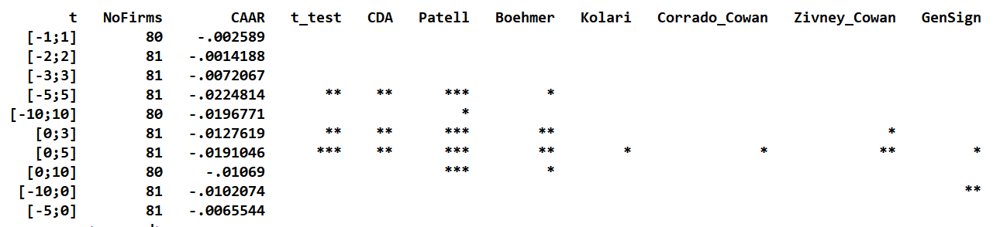 t NoFirms CAAR t_test CDA Patell Boehmer Kolari Corrado_Cowan Zivney_Cowan GenSign
[-1;1] 80 -.002589
[-2;2] 81 -.0014188
[-3;3] 81 -.0072067
[-5;5] 81 -.0224814 ** ** *** *
[-10;10] 80 -.0196771 *
[0;3] 81 -.0127619 ** ** *** ** *
[0;5] 81 -.0191046 *** ** *** ** * * ** *
[0;10] 80 -.01069 *** *
[-10;0] 81 -.0102074 **
[-5;0] 81 -.0065544